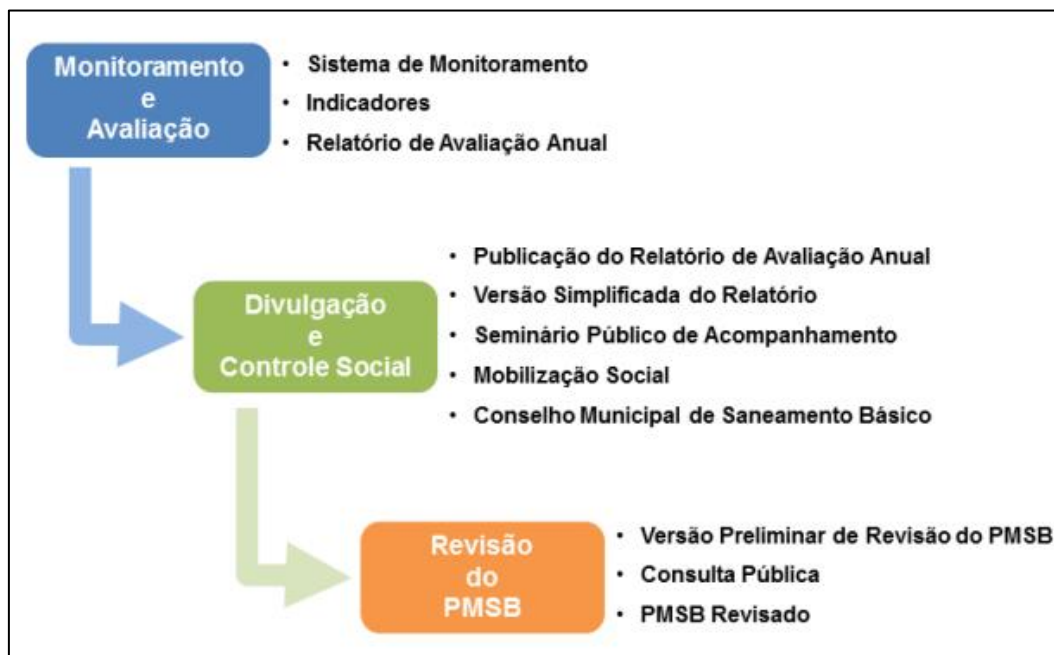 Monitoramento
e
Avaliação
• Sistema de Monitoramento
• Indicadores
• Relatório de Avaliação Anual
Divulgação
e
Controle Social
• Publicação do Relatório de Avaliação Anual
• Versão Simplificada do Relatório
• Seminário Público de Acompanhamento
• Mobilização Social
• Conselho Municipal de Saneamento Básico
Revisão
do
PMSB
• Versão Preliminar de Revisão do PMSB
• Consulta Pública
• PMSB Revisado